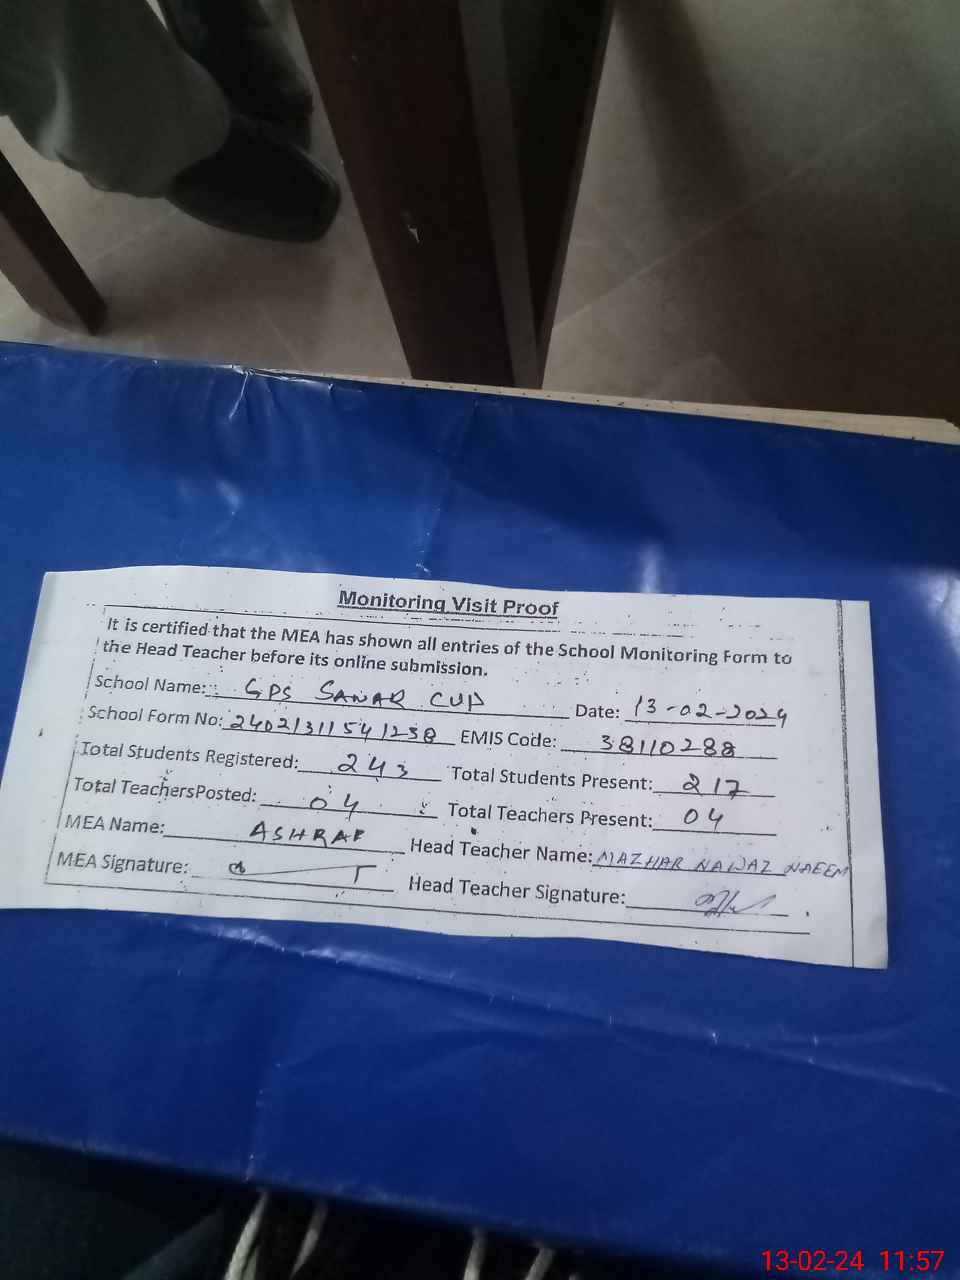 Monitoring Visit Proof
It is certified that the MEA has shown all entries of the School Monitoring Form to
the Head Teacher before its online submission.
School Name: GPS SANAR CUP Date: 13-02-2024
School Form No: 24021311541238 EMIS Code: 38110288
Total Students Registered: 243 Total Students Present: 217
Total TeachersPosted: 04 Total Teachers Present: 04
MEA Name: ASHRAF Head Teacher Name: MAZHAR NAWAZ NAEEM
MEA Signature: Head Teacher Signature:
13-02-24 11:57